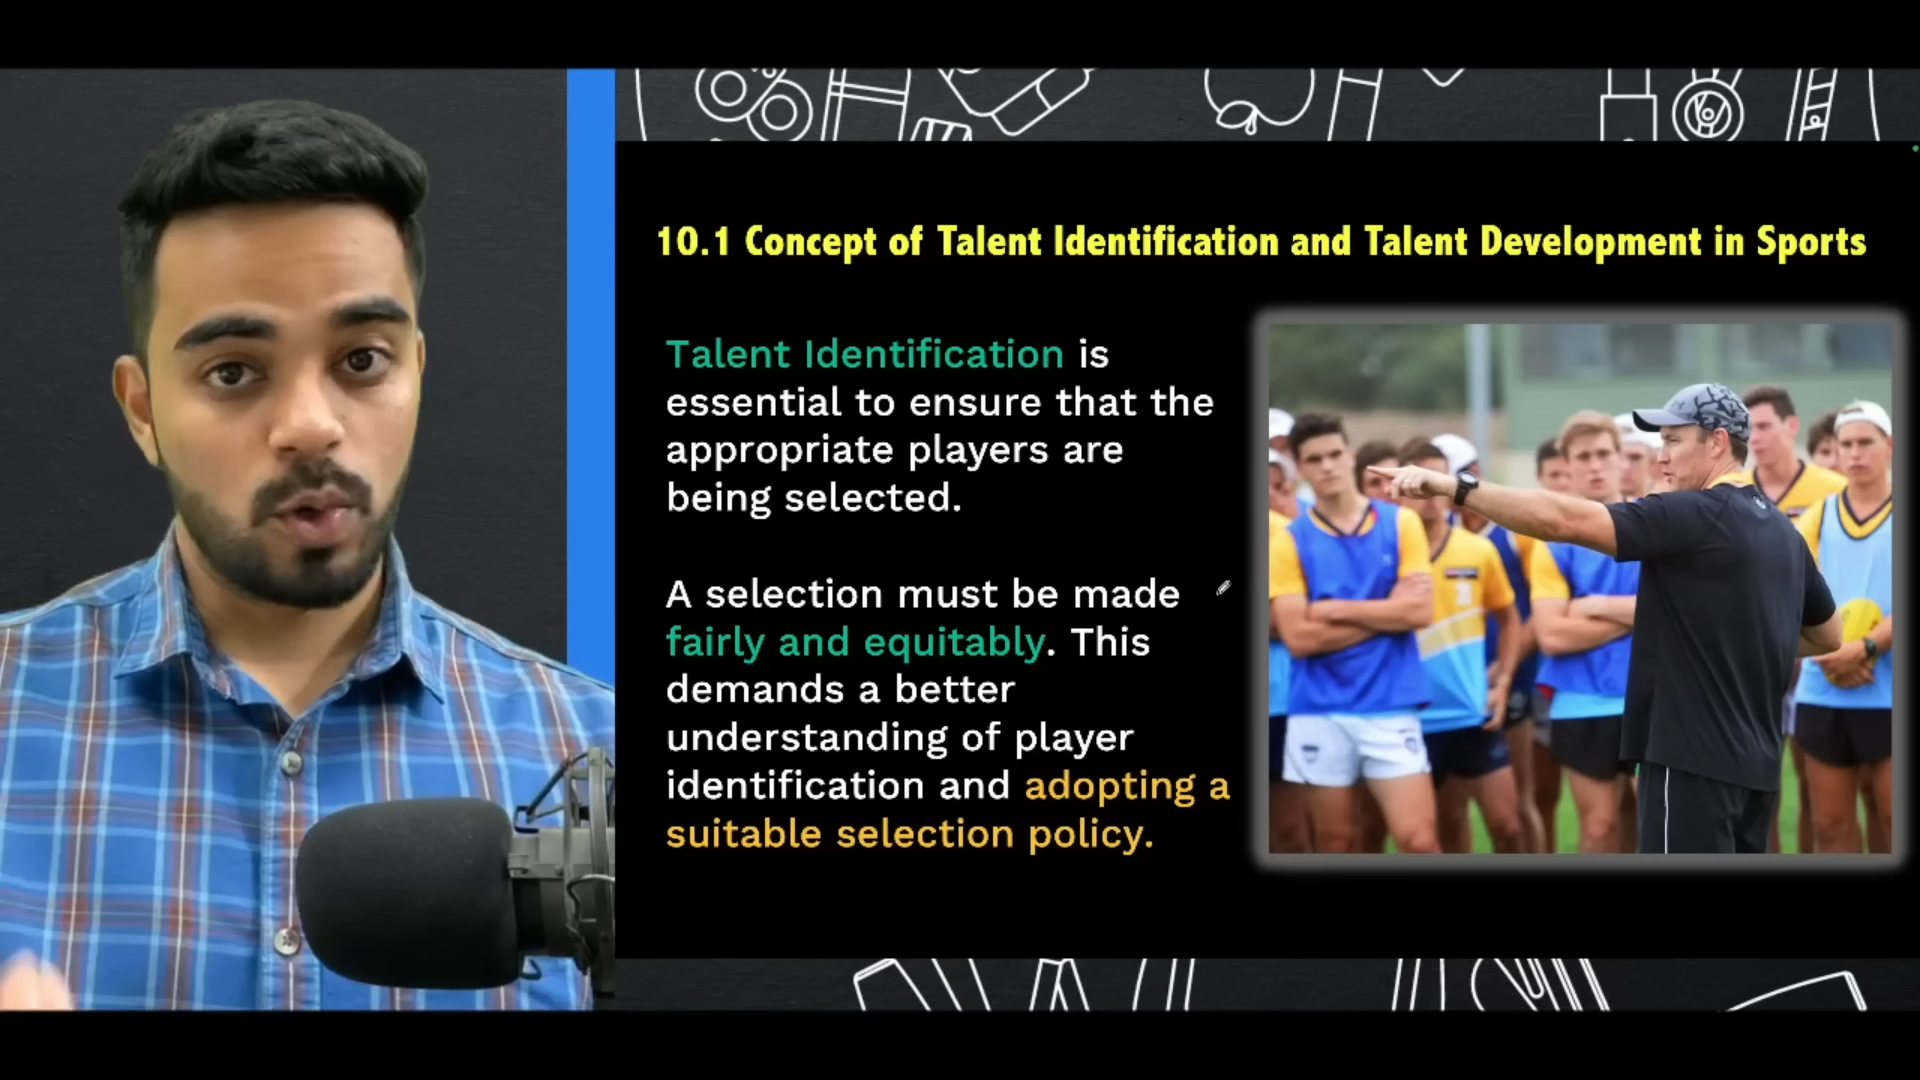 10.1 Concept of Talent Identification and Talent Development in Sports
Talent Identification is
essential to ensure that the
appropriate players are
being selected.
A selection must be made
fairly and equitably. This
demands a better
understanding of player
identification and adopting a
suitable selection policy.